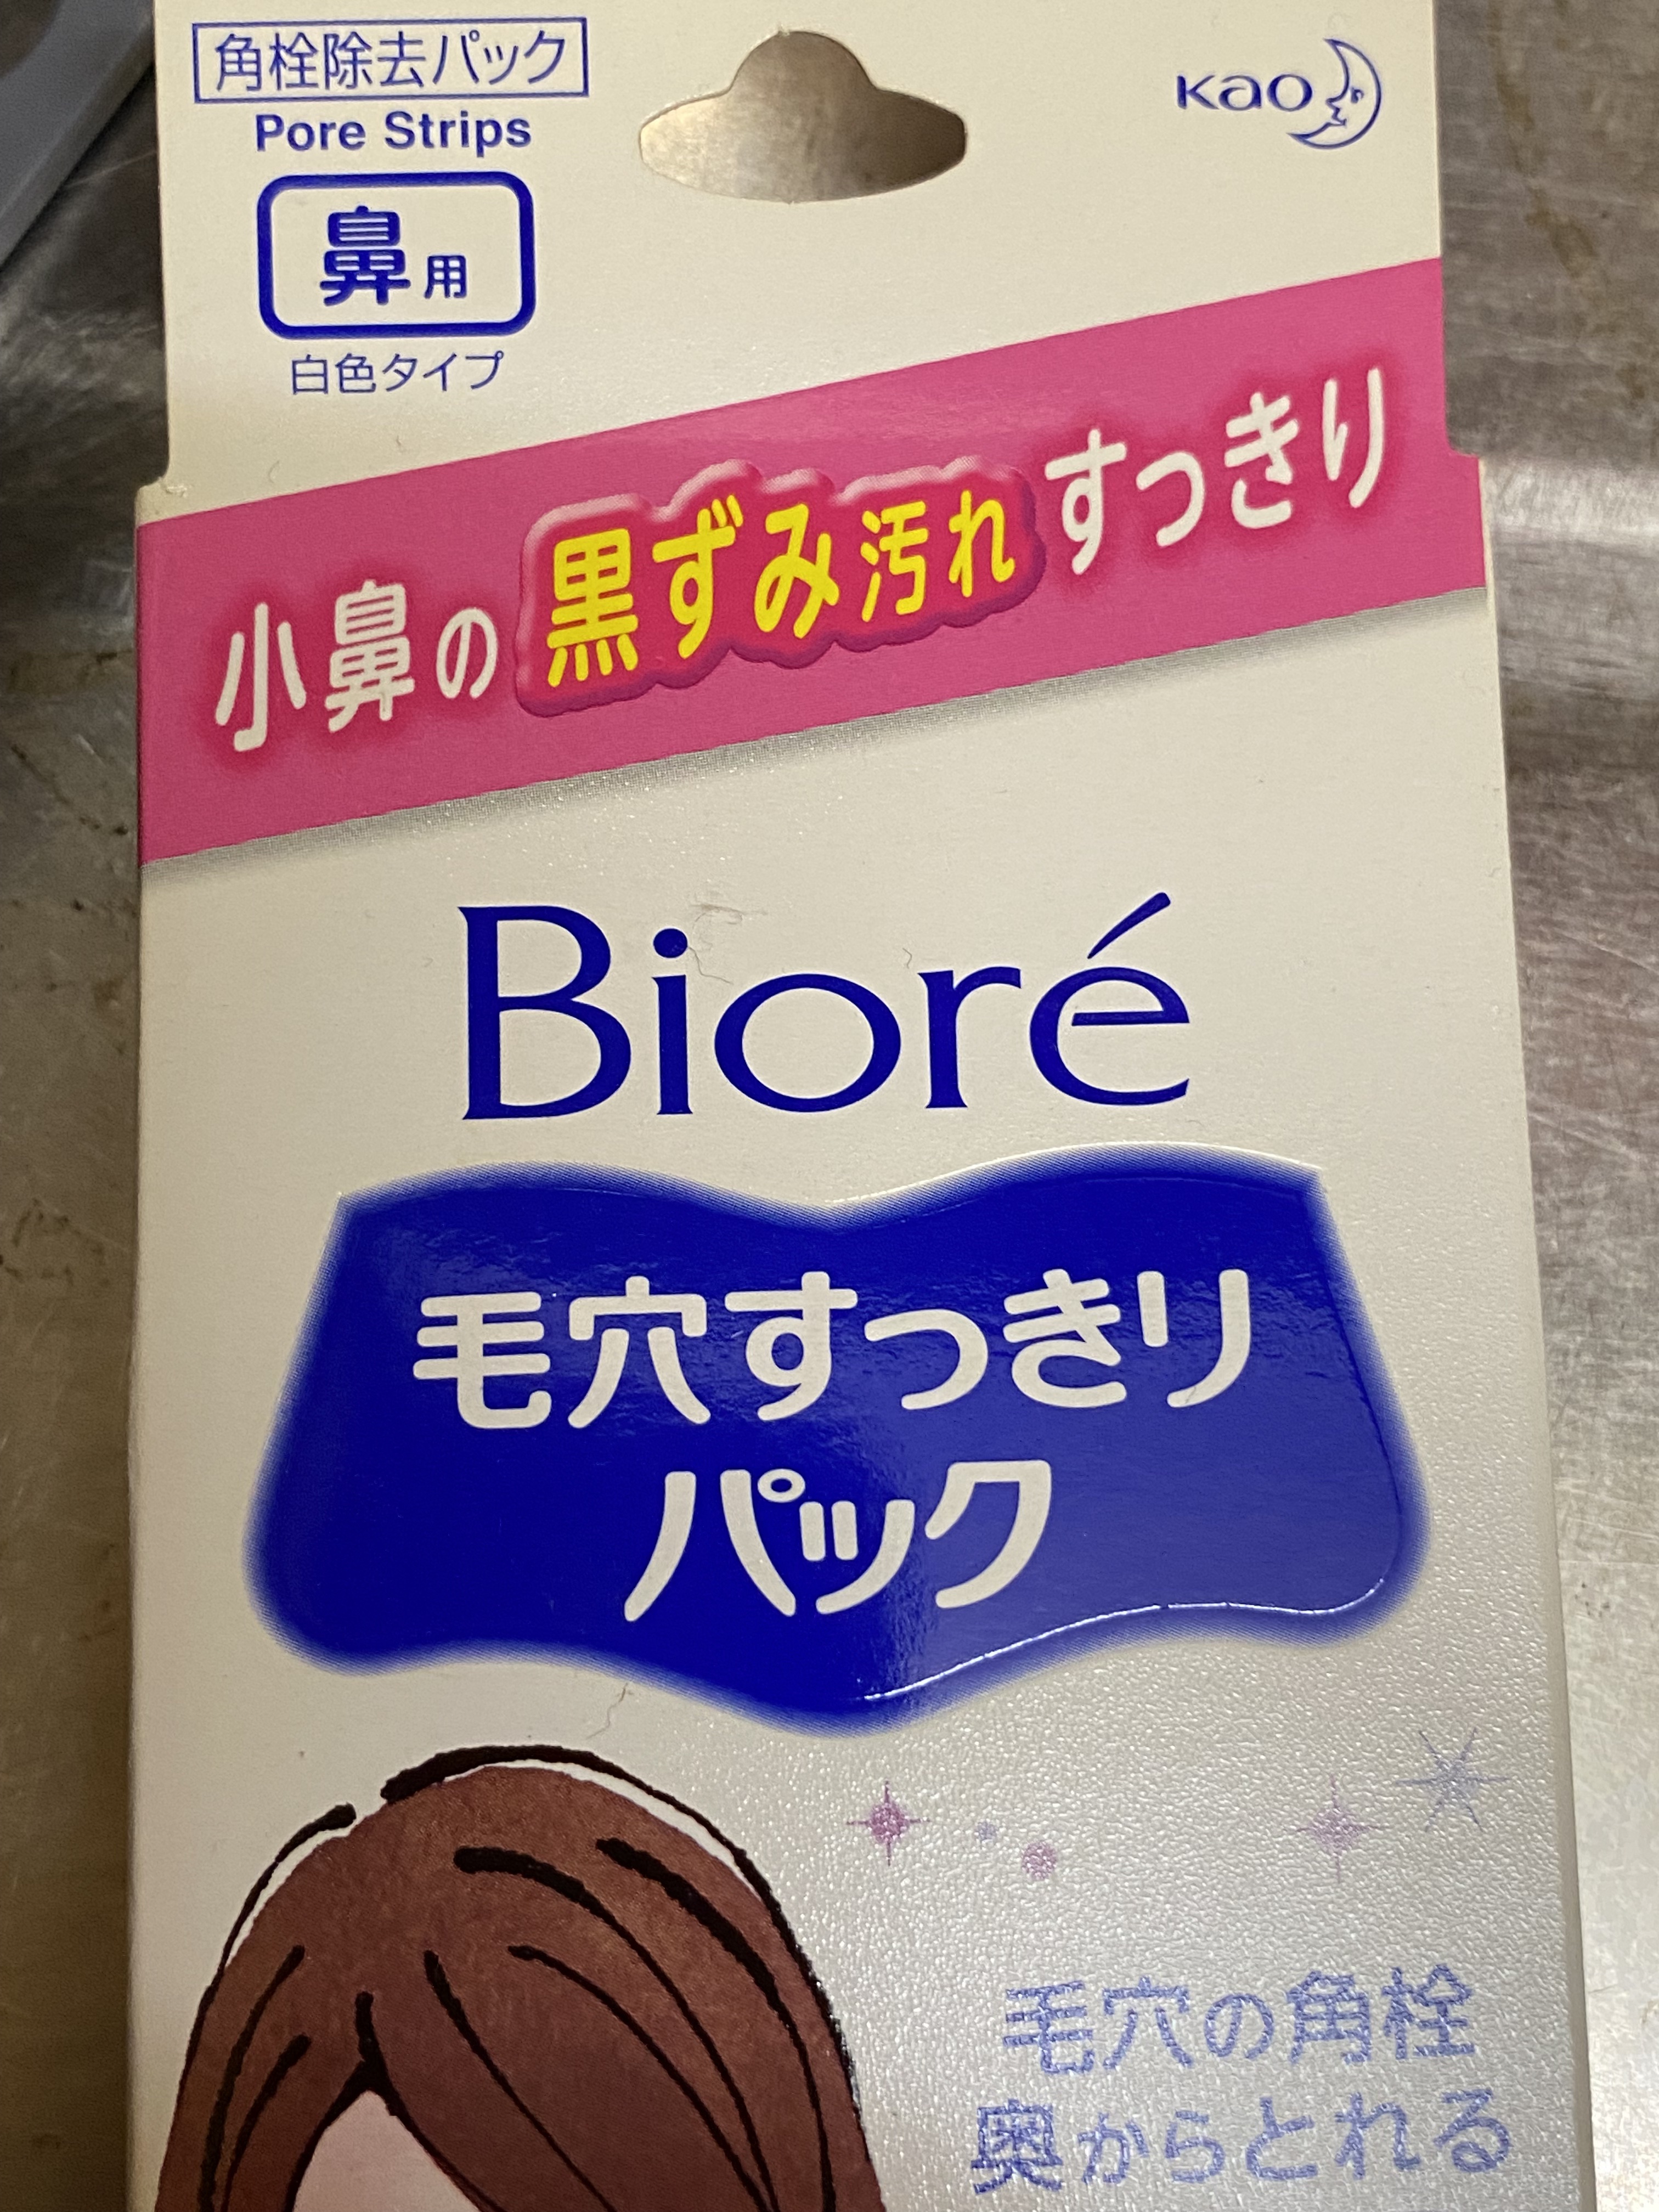 角栓除去パック
Pore Strips
鼻用
白色タイプ
Kao
小鼻の黒ずみ汚れすっきり
Bioré
毛穴すっきり
パック
毛穴の角栓
奥からとれる